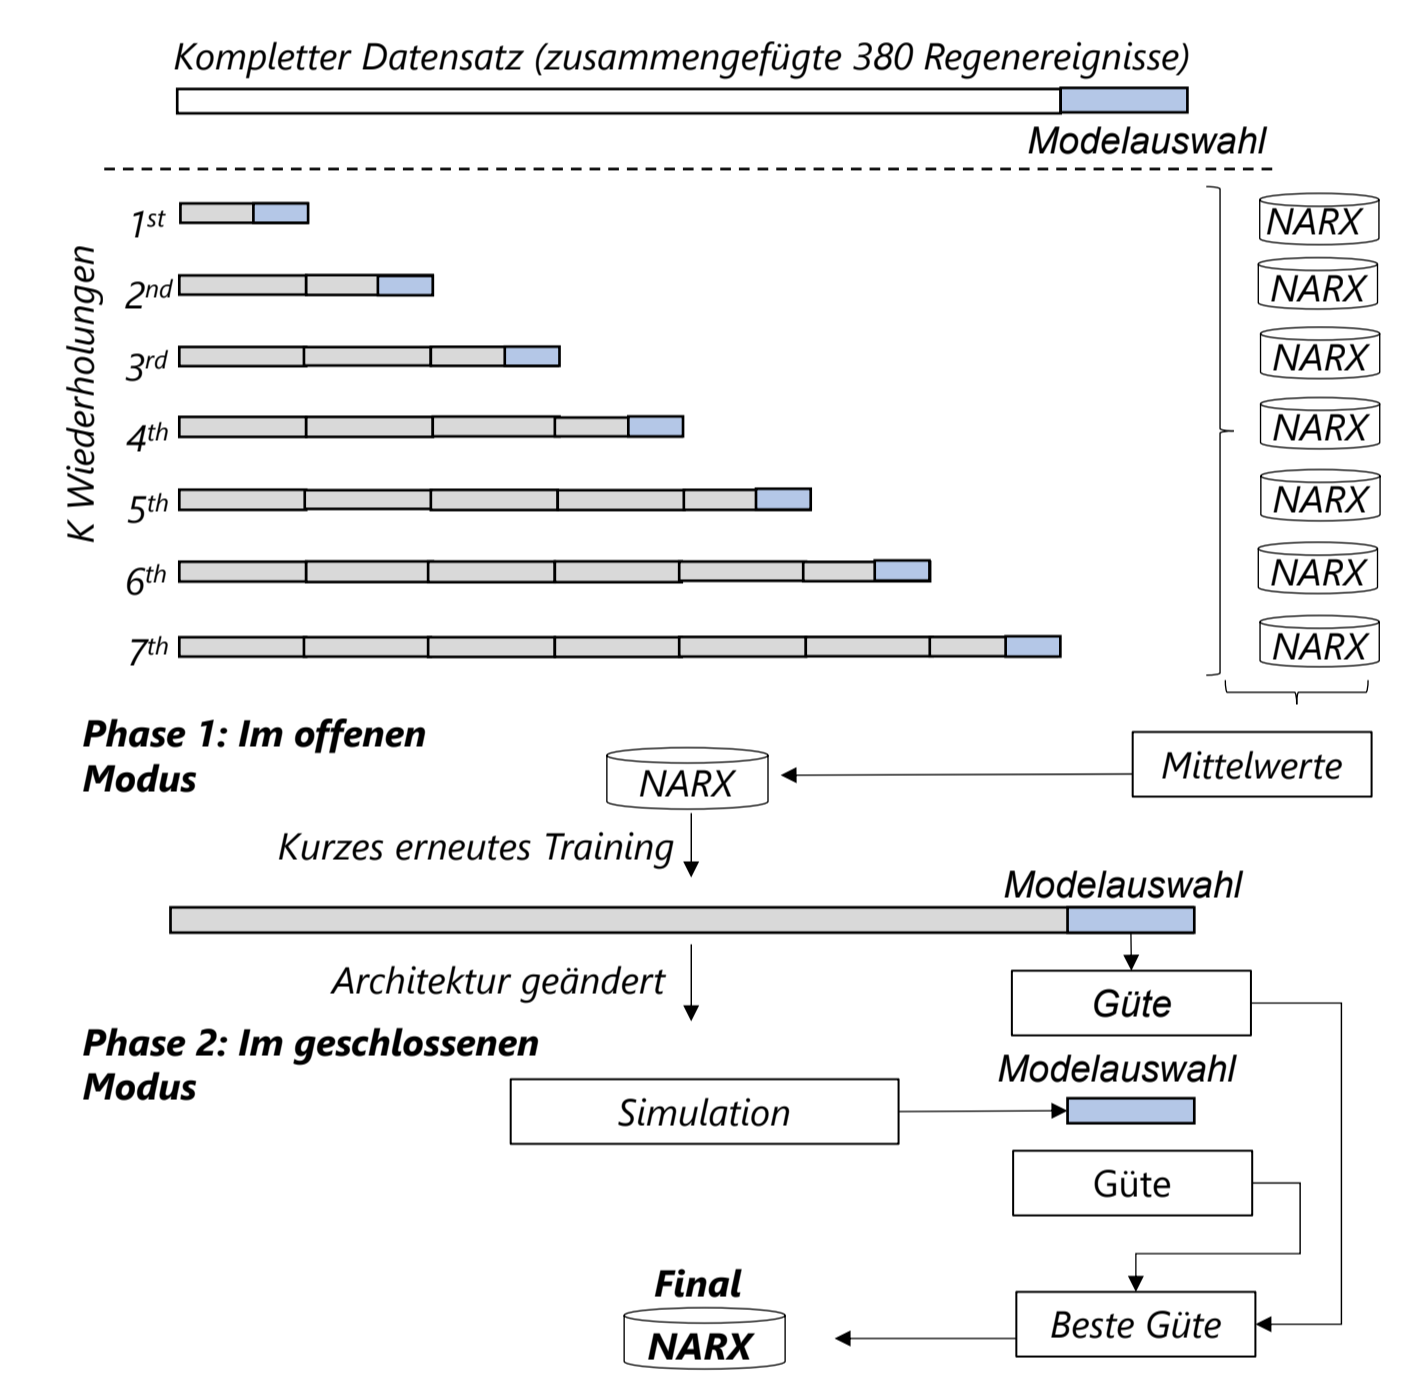 Kompletter Datensatz (zusammengefügte 380 Regenereignisse)
Modelauswahl
K Wiederholungen
1st
NARX
2nd
NARX
3rd
NARX
4th
NARX
5th
NARX
6th
NARX
7th
NARX
Phase 1: Im offenen
Modus
Mittelwerte
NARX
Kurzes erneutes Training
Modelauswahl
Architektur geändert
Güte
Phase 2: Im geschlossenen
Modus
Modelauswahl
Simulation
Güte
Final
NARX
Beste Güte